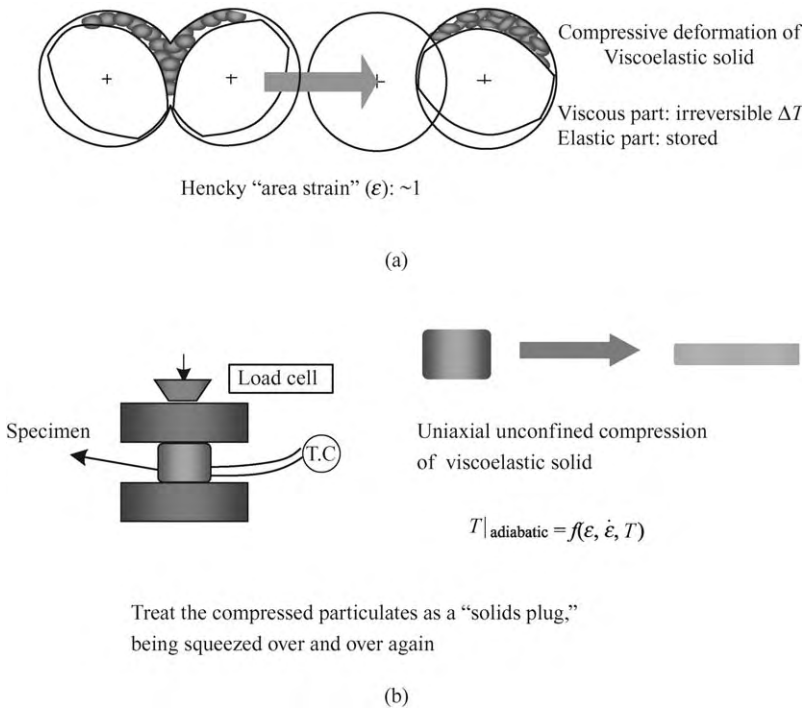 Compressive deformation of
Viscoelastic solid
Viscous part: irreversible ΔT
Elastic part: stored
Hencky “area strain” (ε): ~1
(a)
Load cell
Specimen
T.C
Uniaxial unconfined compression
of viscoelastic solid
T|adiabatic = f(ε, ε̇, T)
Treat the compressed particulates as a “solids plug,”
being squeezed over and over again
(b)